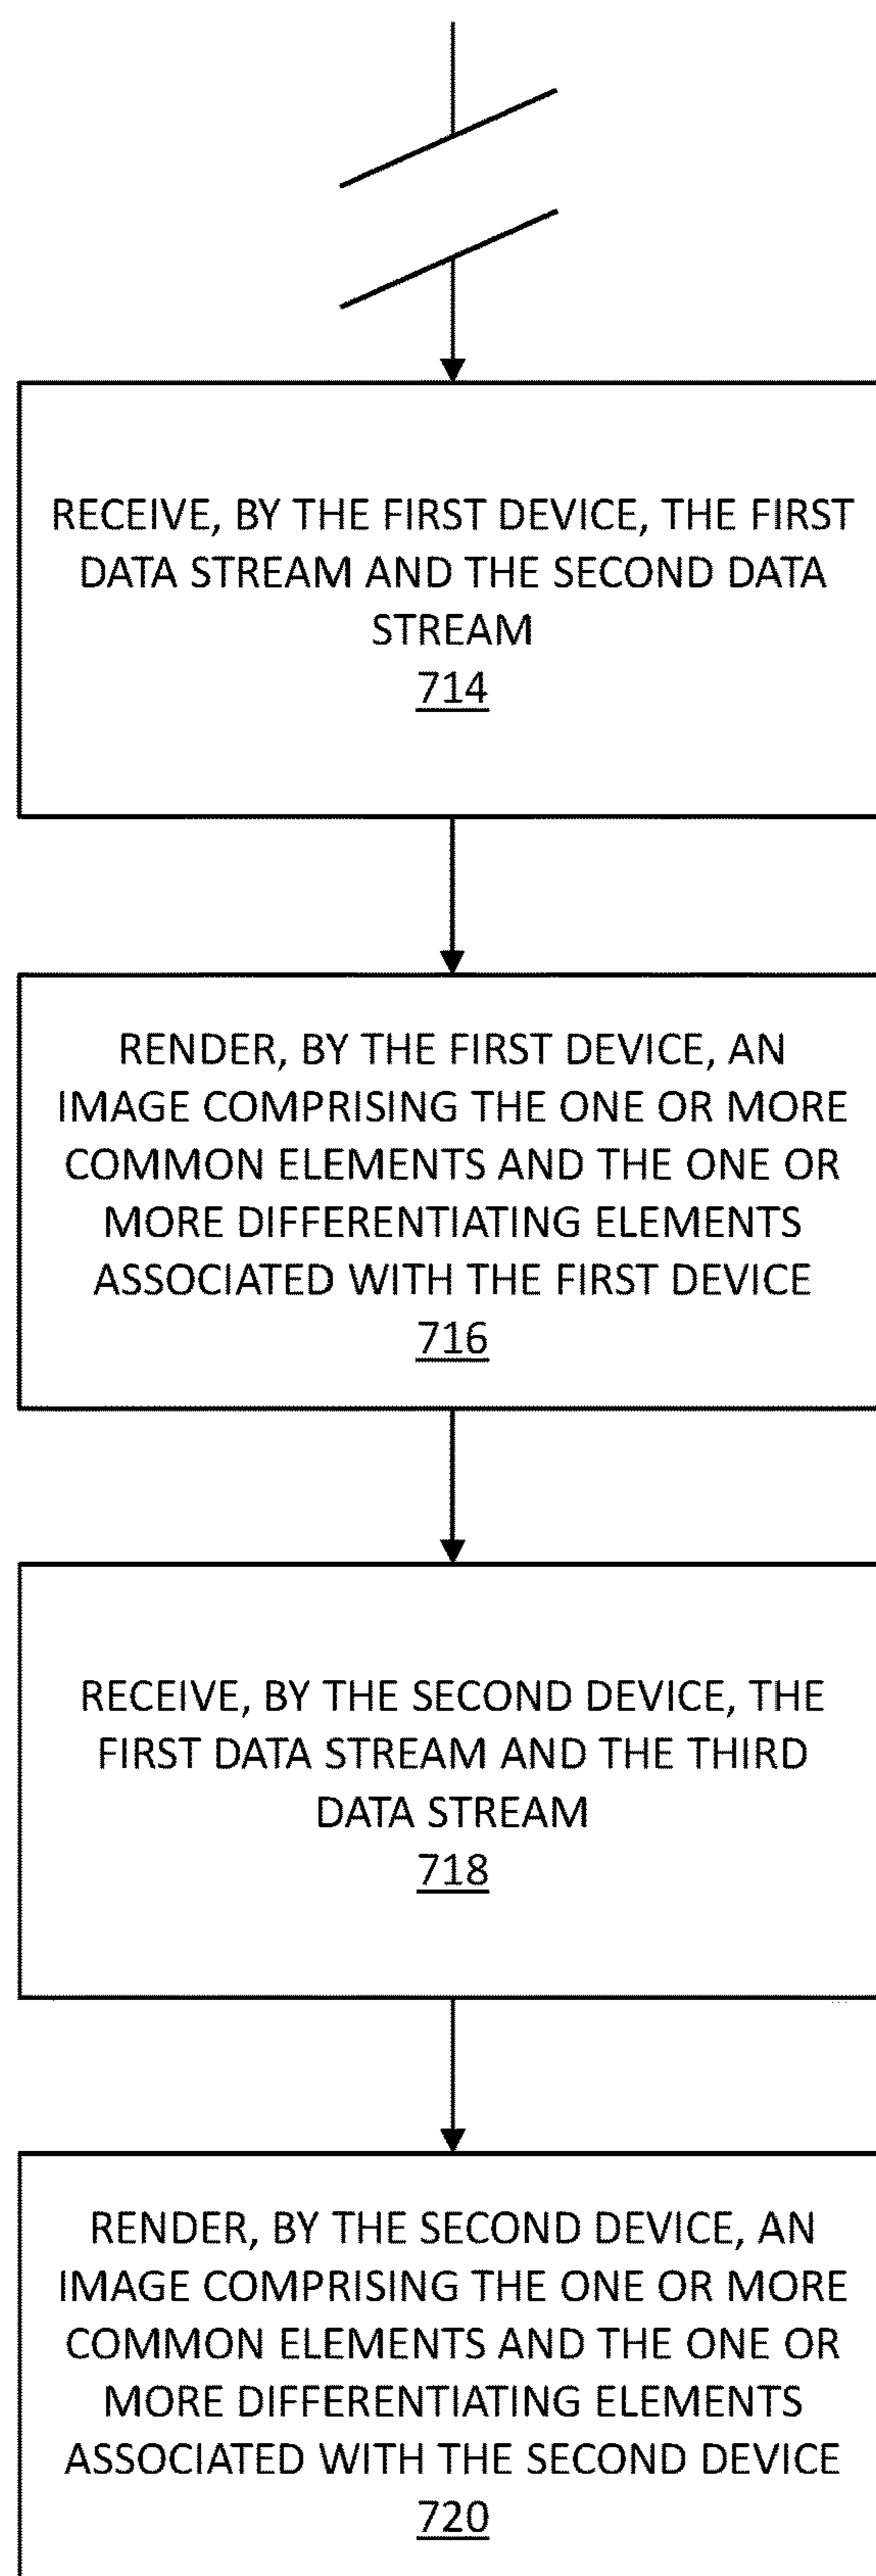 RECEIVE, BY THE FIRST DEVICE, THE FIRST
DATA STREAM AND THE SECOND DATA
STREAM
714
RENDER, BY THE FIRST DEVICE, AN
IMAGE COMPRISING THE ONE OR MORE
COMMON ELEMENTS AND THE ONE OR
MORE DIFFERENTIATING ELEMENTS
ASSOCIATED WITH THE FIRST DEVICE
716
RECEIVE, BY THE SECOND DEVICE, THE
FIRST DATA STREAM AND THE THIRD
DATA STREAM
718
RENDER, BY THE SECOND DEVICE, AN
IMAGE COMPRISING THE ONE OR MORE
COMMON ELEMENTS AND THE ONE OR
MORE DIFFERENTIATING ELEMENTS
ASSOCIATED WITH THE SECOND DEVICE
720